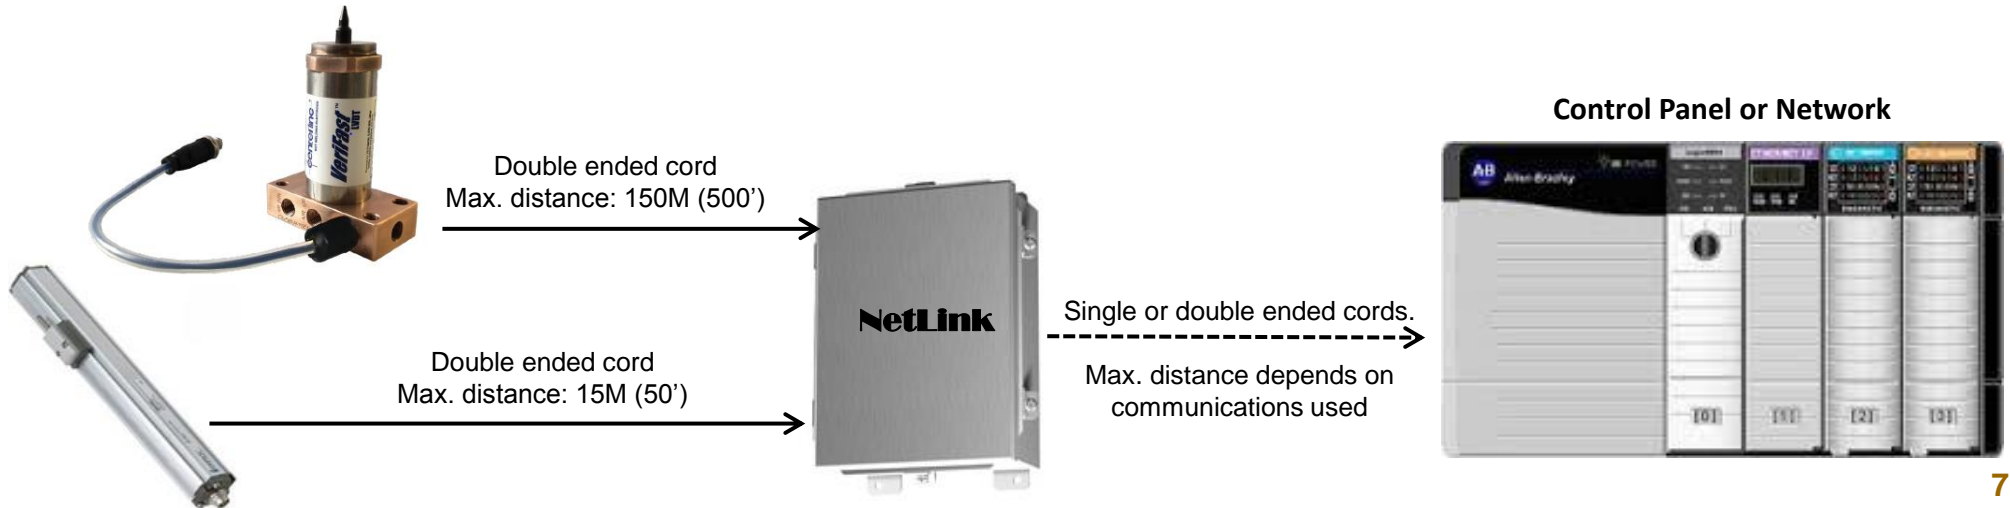 Centerline
VeriFast™
LVDT
Double ended cord
Max. distance: 150M (500’)
Double ended cord
Max. distance: 15M (50’)
NetLink
Single or double ended cords.
Max. distance depends on
communications used
Control Panel or Network
AB
Allen-Bradley
[0]
[1]
[2]
[3]
7